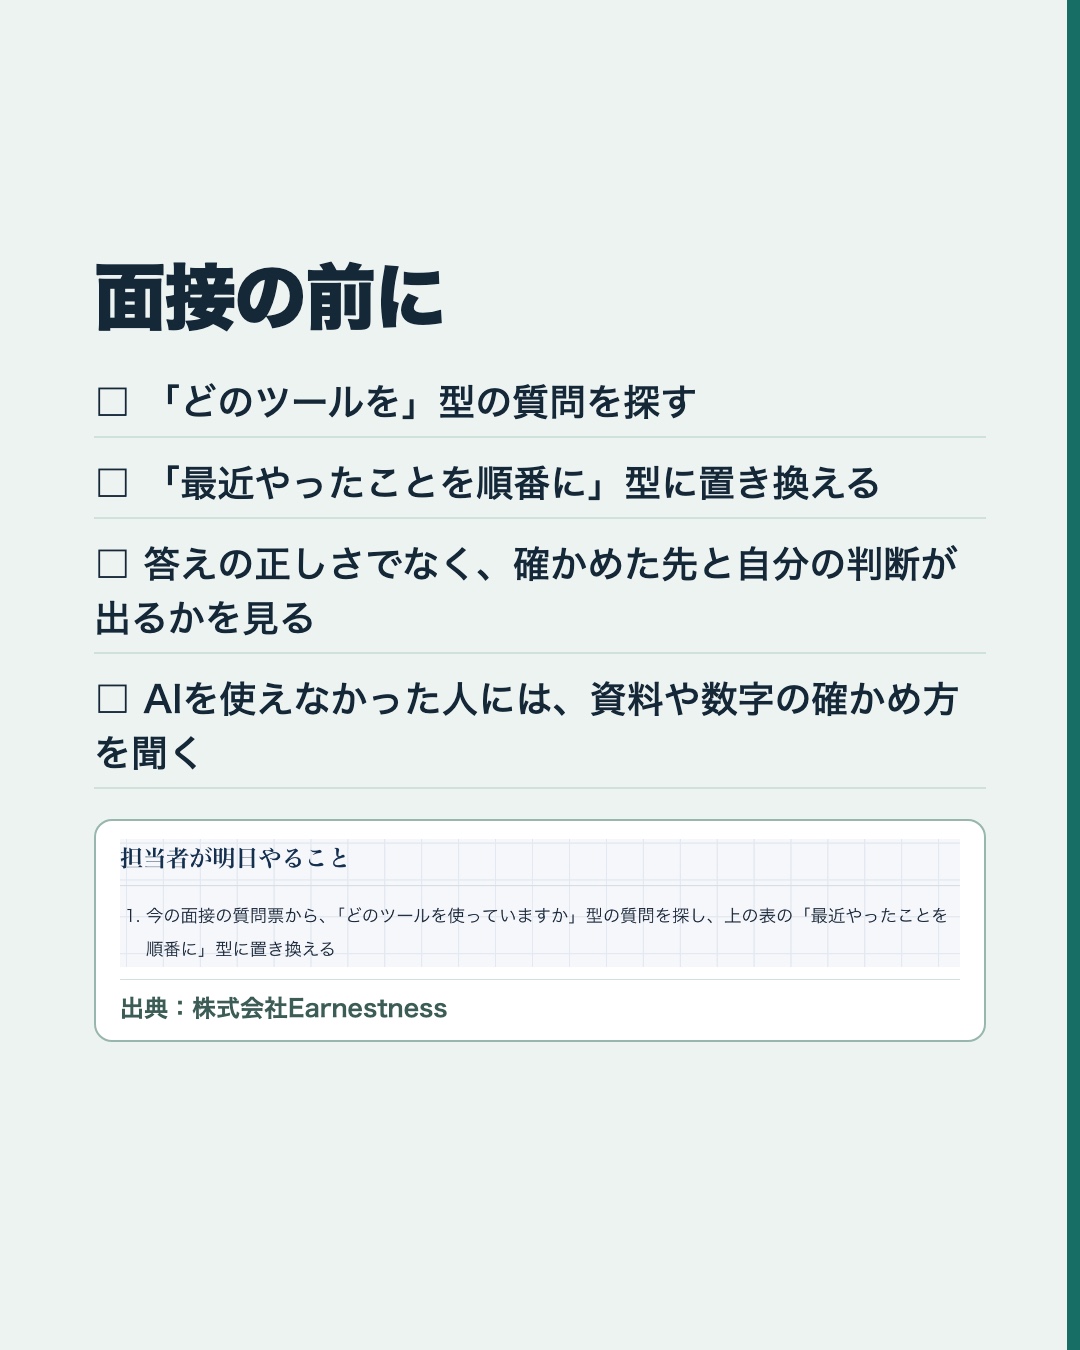 面接の前に
□ 「どのツールを」型の質問を探す
□ 「最近やったことを順番に」型に置き換える
□ 答えの正しさでなく、確かめた先と自分の判断が
出るかを見る
□ AIを使えなかった人には、資料や数字の確かめ方
を聞く
担当者が明日やること
1. 今の面接の質問票から、「どのツールを使っていますか」型の質問を探し、上の表の「最近やったことを
順番に」型に置き換える
出典：株式会社Earnestness